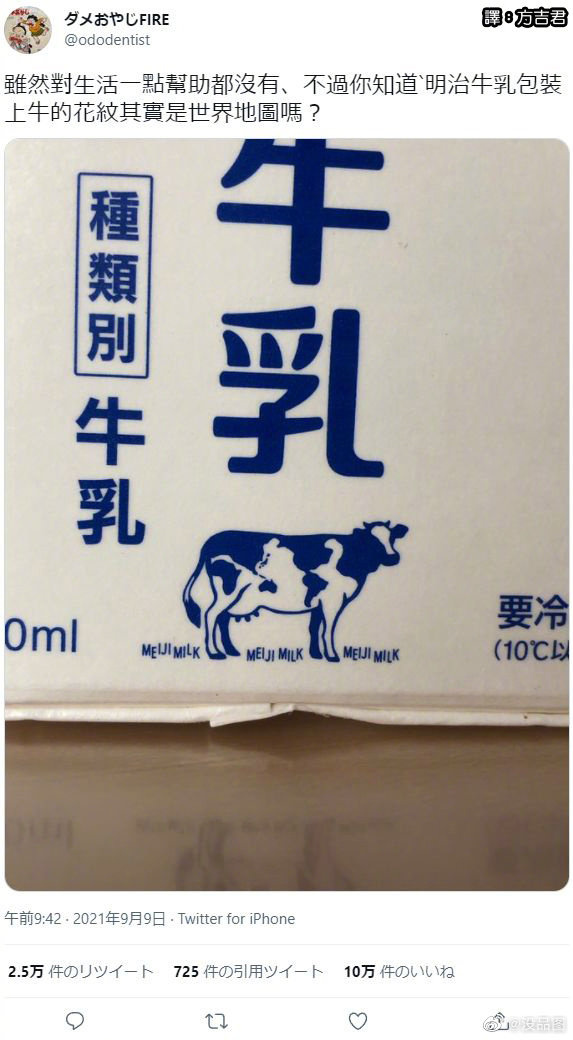 ダメおやじFIRE
@ododentist
譯8方吉君
雖然對生活一點幫助都沒有、不過你知道`明治牛乳包裝
上牛的花紋其實是世界地圖嗎？
牛乳
種類別
牛乳
0ml
MEIJI MILK MEIJI MILK MEIJI MILK
要冷
(10℃以
午前9:42 · 2021年9月9日 · Twitter for iPhone
2.5万 件のリツイート 725 件の引用ツイート 10万 件のいいね
@没品图